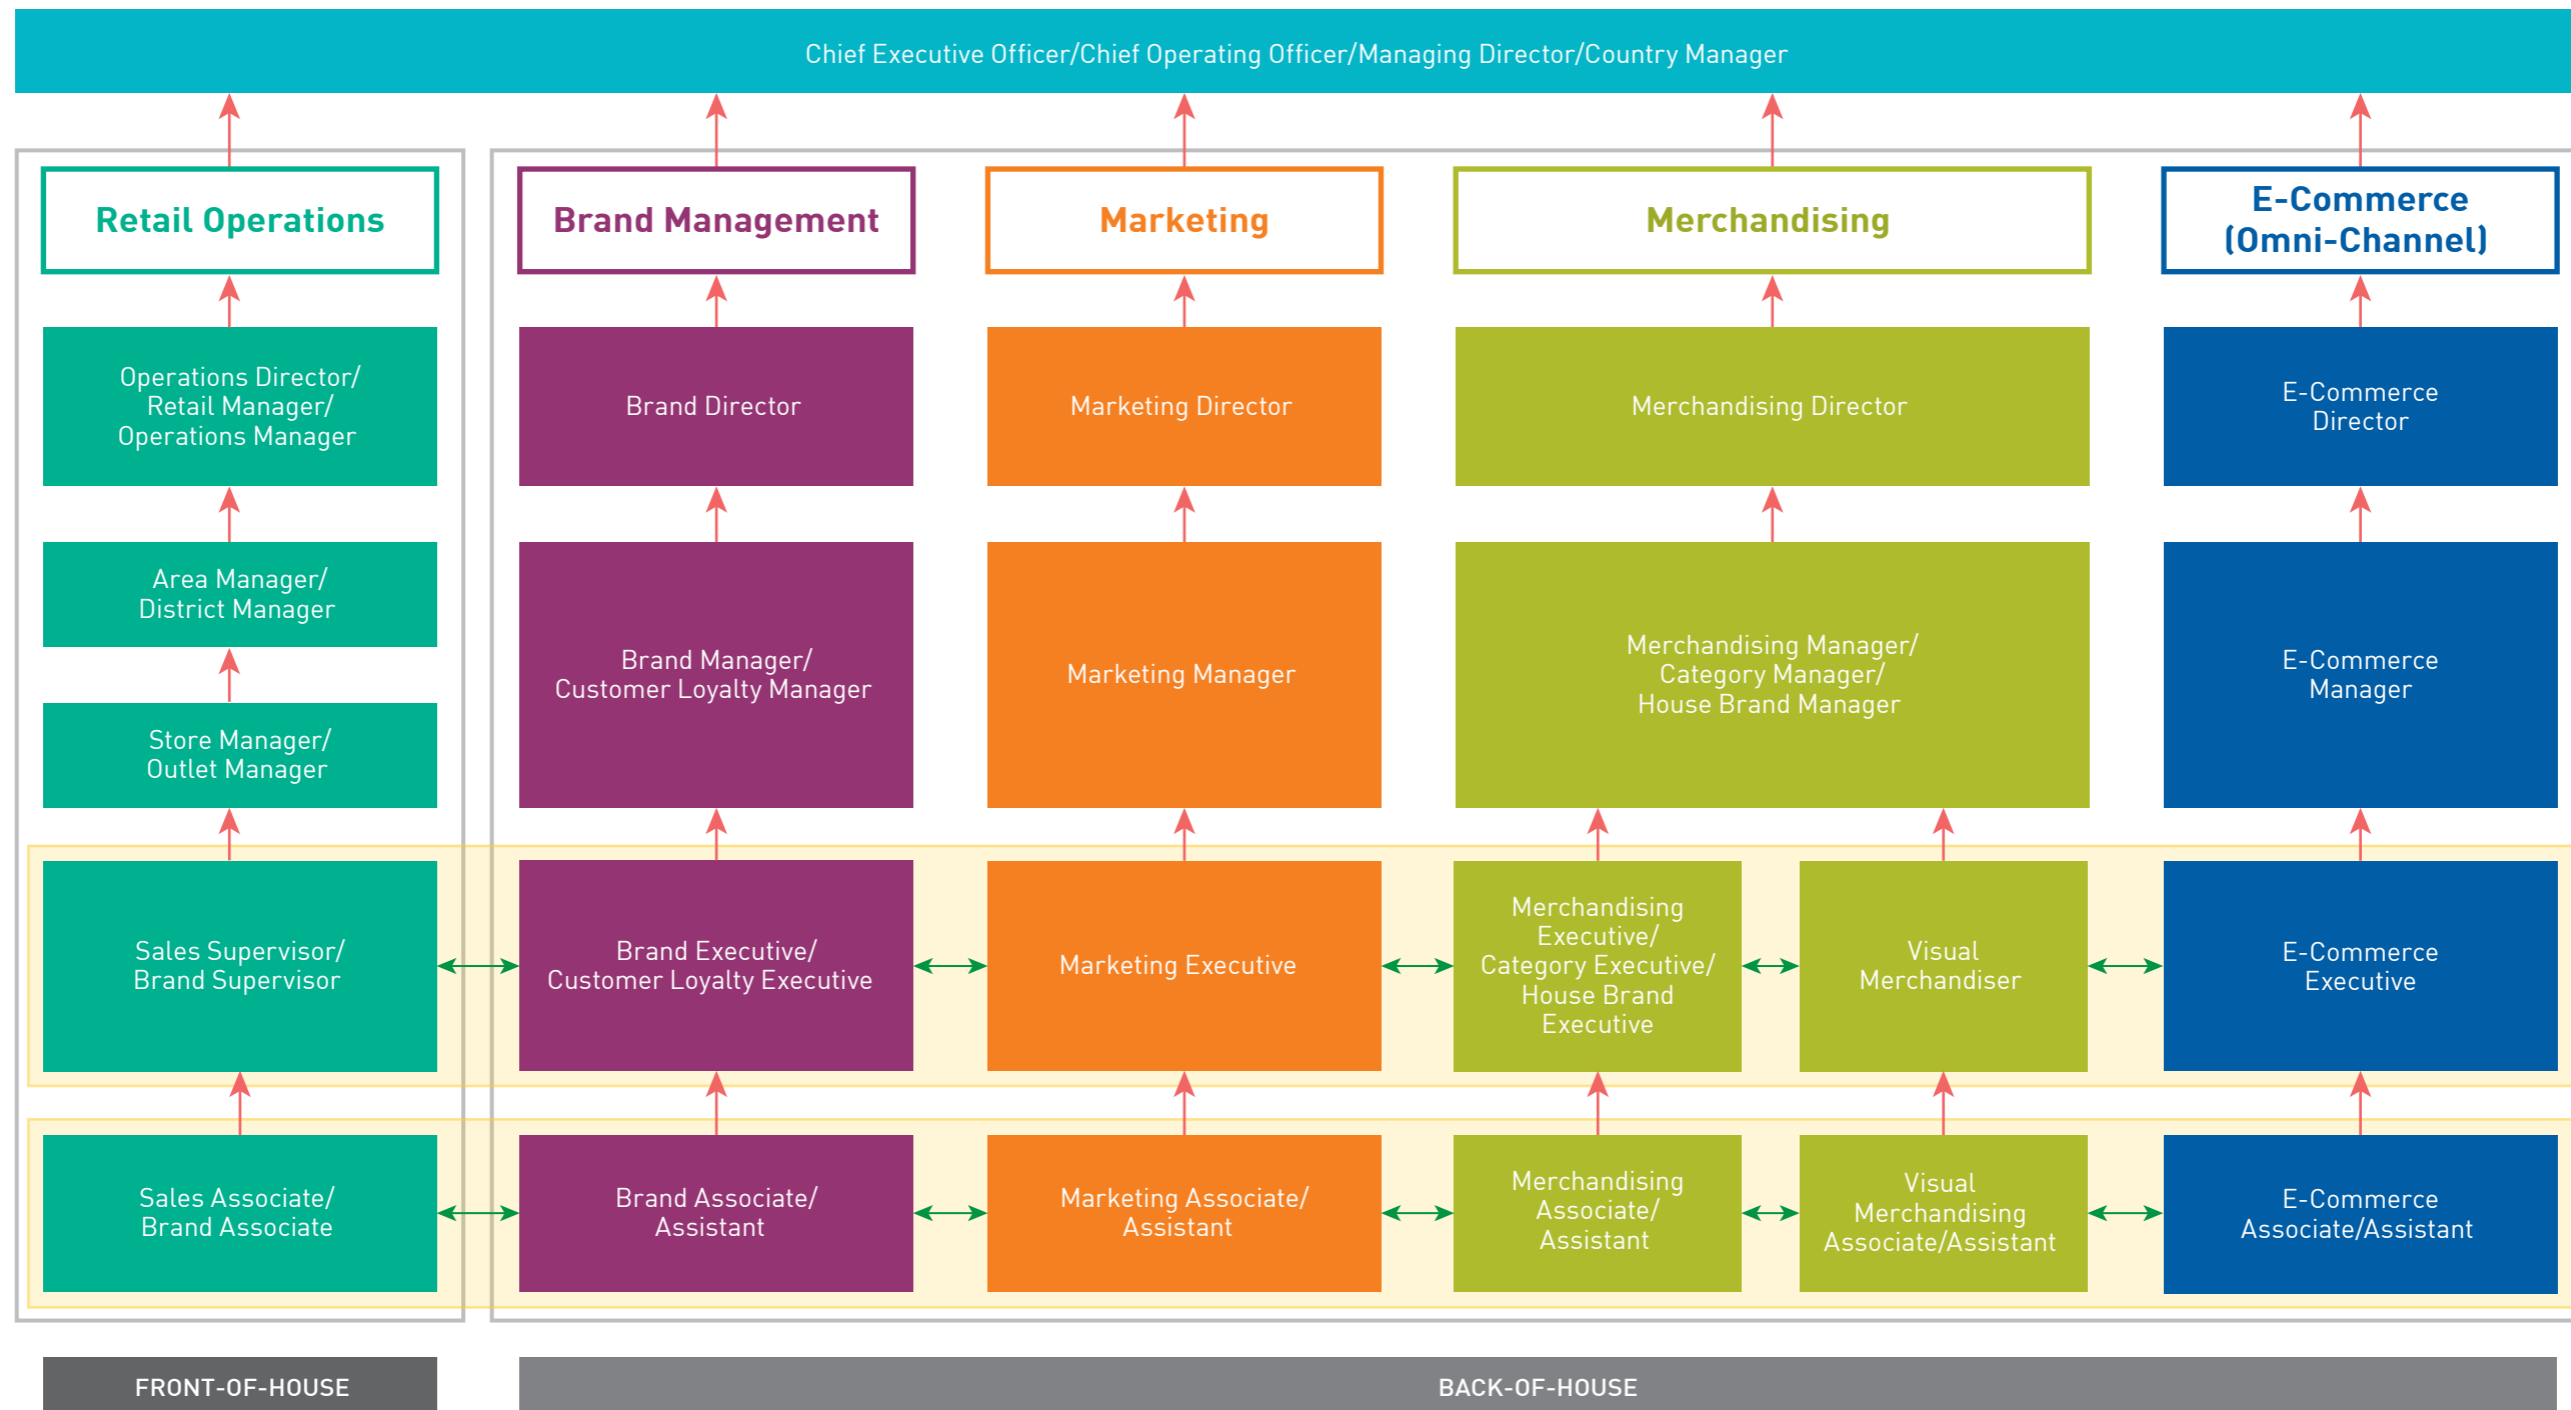 Chief Executive Officer/Chief Operating Officer/Managing Director/Country Manager
Retail Operations
Brand Management
Marketing
Merchandising
E-Commerce
(Omni-Channel)
Operations Director/
Retail Manager/
Operations Manager
Brand Director
Marketing Director
Merchandising Director
E-Commerce
Director
Area Manager/
District Manager
Store Manager/
Outlet Manager
Brand Manager/
Customer Loyalty Manager
Marketing Manager
Merchandising Manager/
Category Manager/
House Brand Manager
E-Commerce
Manager
Sales Supervisor/
Brand Supervisor
Brand Executive/
Customer Loyalty Executive
Marketing Executive
Merchandising
Executive/
Category Executive/
House Brand
Executive
Visual
Merchandiser
E-Commerce
Executive
Sales Associate/
Brand Associate
Brand Associate/
Assistant
Marketing Associate/
Assistant
Merchandising
Associate/
Assistant
Visual
Merchandising
Associate/Assistant
E-Commerce
Associate/Assistant
FRONT-OF-HOUSE
BACK-OF-HOUSE